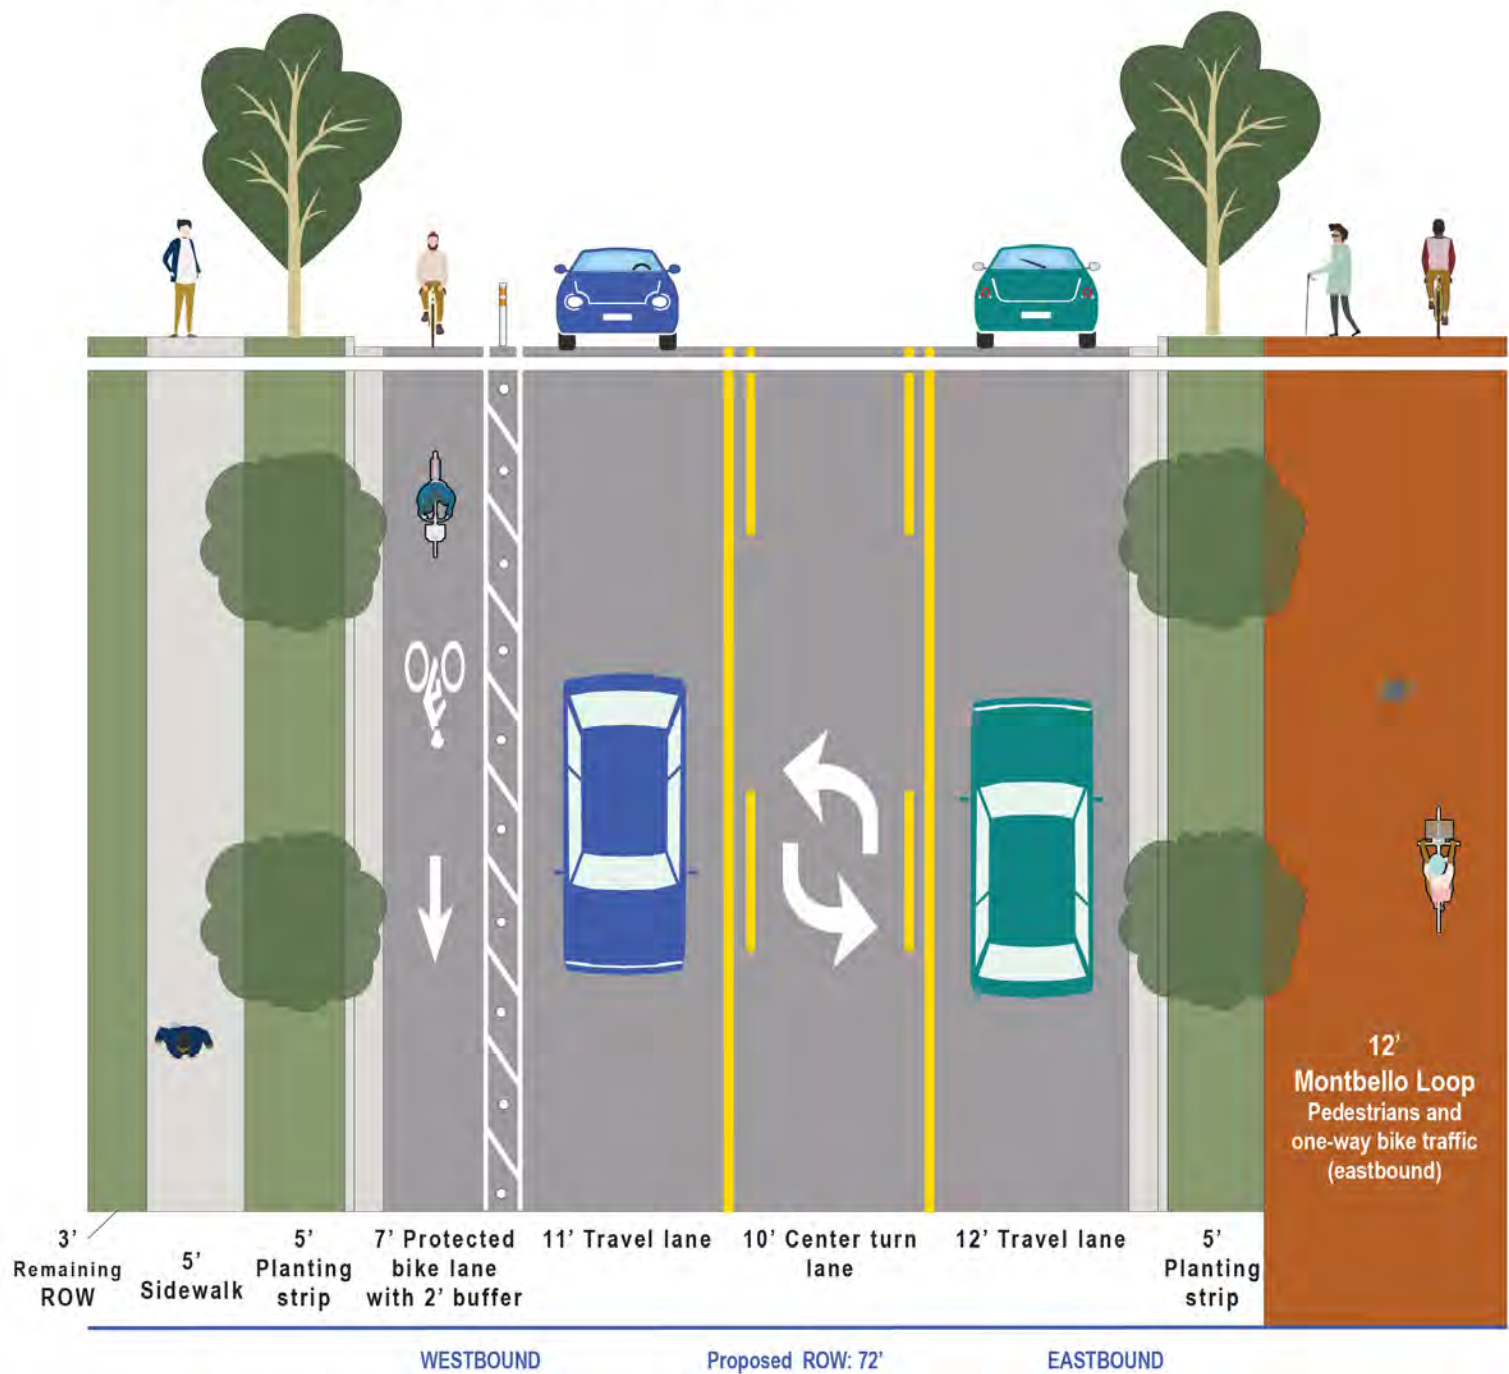 12’
Montbello Loop
Pedestrians and
one-way bike traffic
(eastbound)
3’
Remaining
ROW
5’
Sidewalk
5’
Planting
strip
7’ Protected
bike lane
with 2’ buffer
11’ Travel lane
10’ Center turn
lane
12’ Travel lane
5’
Planting
strip
WESTBOUND
Proposed ROW: 72’
EASTBOUND